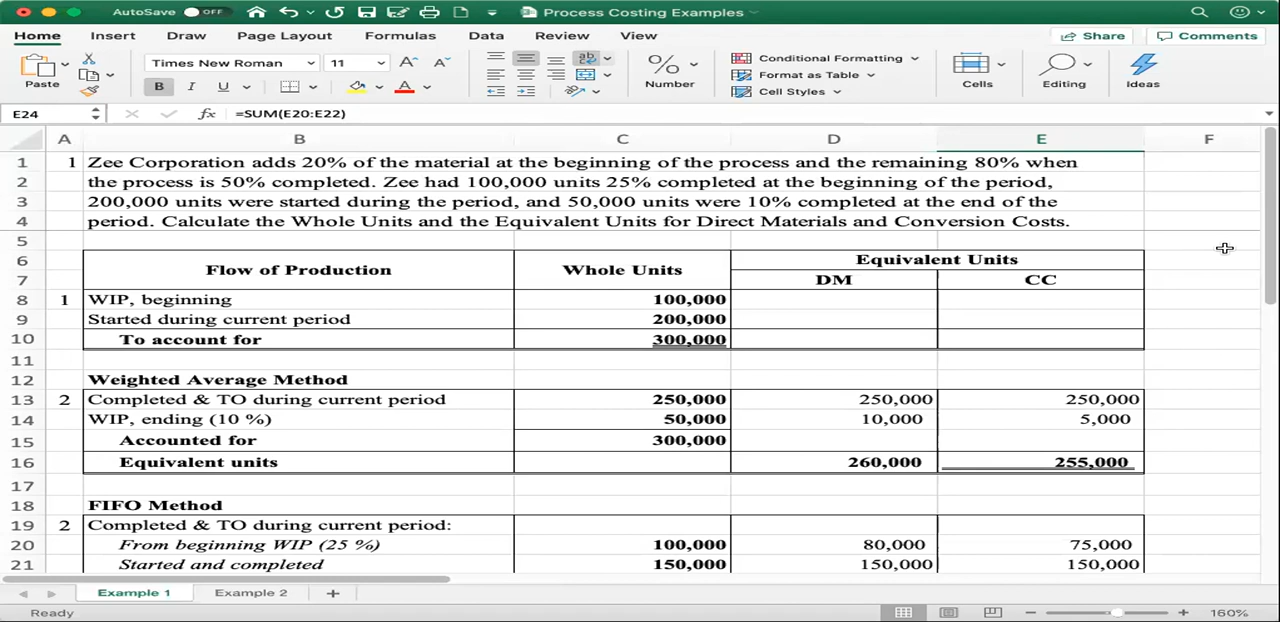 AutoSave OFF Process Costing Examples
Home Insert Draw Page Layout Formulas Data Review View Share Comments
Paste Times New Roman 11 A^ A˅ ab Number Conditional Formatting Cells Editing Ideas
B I U A Format as Table
Cell Styles
E24 fx =SUM(E20:E22)
A B C D E F
1 1 Zee Corporation adds 20% of the material at the beginning of the process and the remaining 80% when
2 the process is 50% completed. Zee had 100,000 units 25% completed at the beginning of the period,
3 200,000 units were started during the period, and 50,000 units were 10% completed at the end of the
4 period. Calculate the Whole Units and the Equivalent Units for Direct Materials and Conversion Costs.
5
6 Flow of Production Whole Units Equivalent Units
7 DM CC
8 1 WIP, beginning 100,000
9 Started during current period 200,000
10 To account for 300,000
11
12 Weighted Average Method
13 2 Completed & TO during current period 250,000 250,000 250,000
14 WIP, ending (10 %) 50,000 10,000 5,000
15 Accounted for 300,000
16 Equivalent units 260,000 255,000
17
18 FIFO Method
19 2 Completed & TO during current period:
20 From beginning WIP (25 %) 100,000 80,000 75,000
21 Started and completed 150,000 150,000 150,000
Example 1 Example 2 +
Ready 160%